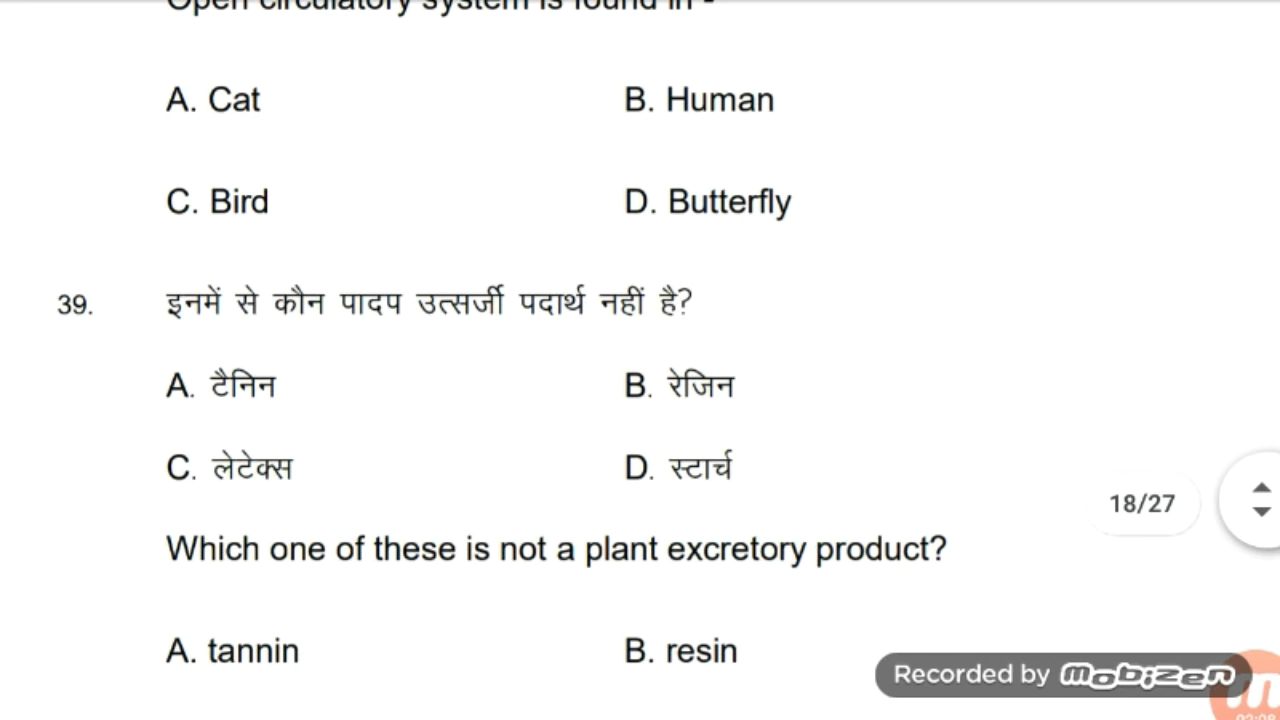 Open circulatory system is found in -
A. Cat B. Human
C. Bird D. Butterfly
39. इनमें से कौन पादप उत्सर्जी पदार्थ नहीं है?
A. टैनिन B. रेजिन
C. लेटेक्स D. स्टार्च
18/27
Which one of these is not a plant excretory product?
A. tannin B. resin
Recorded by mobizen